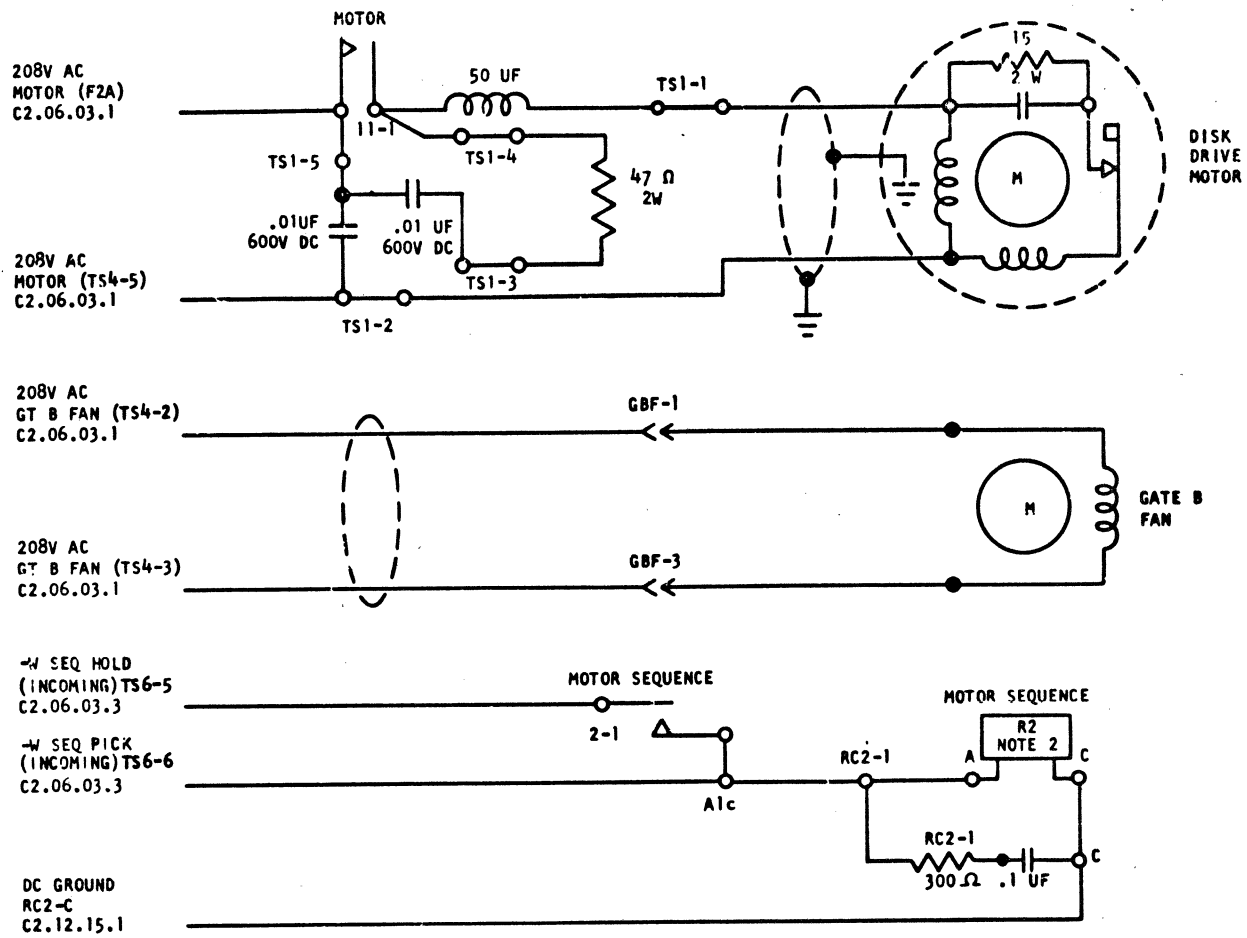 MOTOR
208V AC
MOTOR (F2A)
C2.06.03.1
11-1
50 UF
TS1-1
15
2 W
TS1-5
TS1-4
47 Ω
2W
.01UF
600V DC
.01 UF
600V DC
TS1-3
M
DISK
DRIVE
MOTOR
208V AC
MOTOR (TS4-5)
C2.06.03.1
TS1-2
208V AC
GT B FAN (TS4-2)
C2.06.03.1
GBF-1
M
GATE B
FAN
208V AC
GT B FAN (TS4-3)
C2.06.03.1
GBF-3
-W SEQ HOLD
(INCOMING)TS6-5
C2.06.03.3
MOTOR SEQUENCE
2-1
MOTOR SEQUENCE
R2
NOTE 2
-W SEQ PICK
(INCOMING)TS6-6
C2.06.03.3
A1c
RC2-1
A
C
RC2-1
300Ω .1 UF
C
DC GROUND
RC2-C
C2.12.15.1